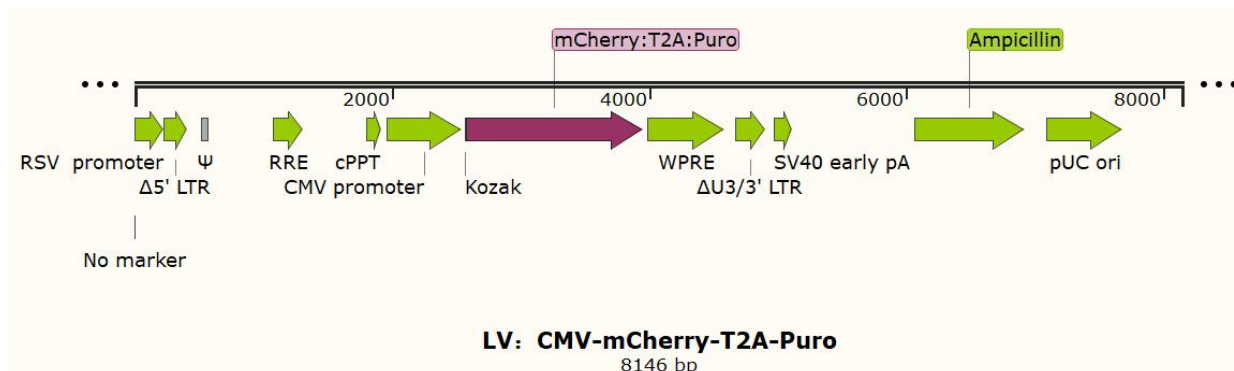 mCherry:T2A:Puro
Ampicillin
2000
4000
6000
8000
RSV promoter
Ψ
RRE
cPPT
WPRE
SV40 early pA
pUC ori
Δ5' LTR
CMV promoter
Kozak
ΔU3/3' LTR
No marker
LV: CMV-mCherry-T2A-Puro
8146 bp